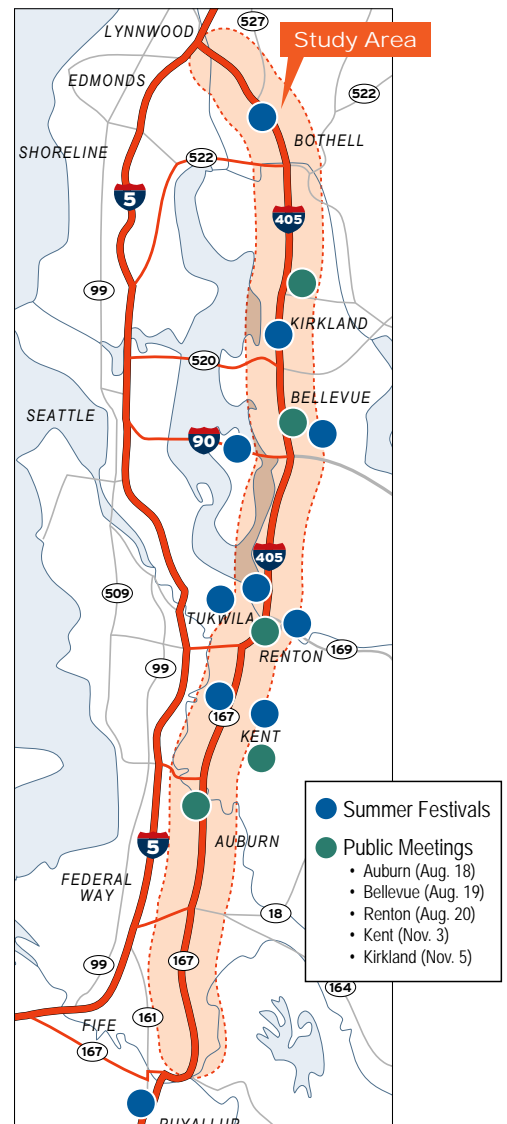 LYNNWOOD
527
Study Area
EDMONDS
522
BOTHELL
SHORELINE
522
5
405
99
KIRKLAND
520
BELLEVUE
SEATTLE
90
405
509
TUKWILA
169
RENTON
99
167
KENT
Summer Festivals
Public Meetings
• Auburn (Aug. 18)
• Bellevue (Aug. 19)
• Renton (Aug. 20)
• Kent (Nov. 3)
• Kirkland (Nov. 5)
5
AUBURN
FEDERAL
WAY
18
99
167
164
161
FIFE
167
PUYALLUP